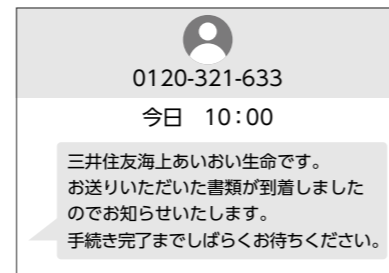 0120-321-633
今日　10：00
三井住友海上あいおい生命です。
お送りいただいた書類が到着しました
のでお知らせいたします。
手続き完了までしばらくお待ちください。